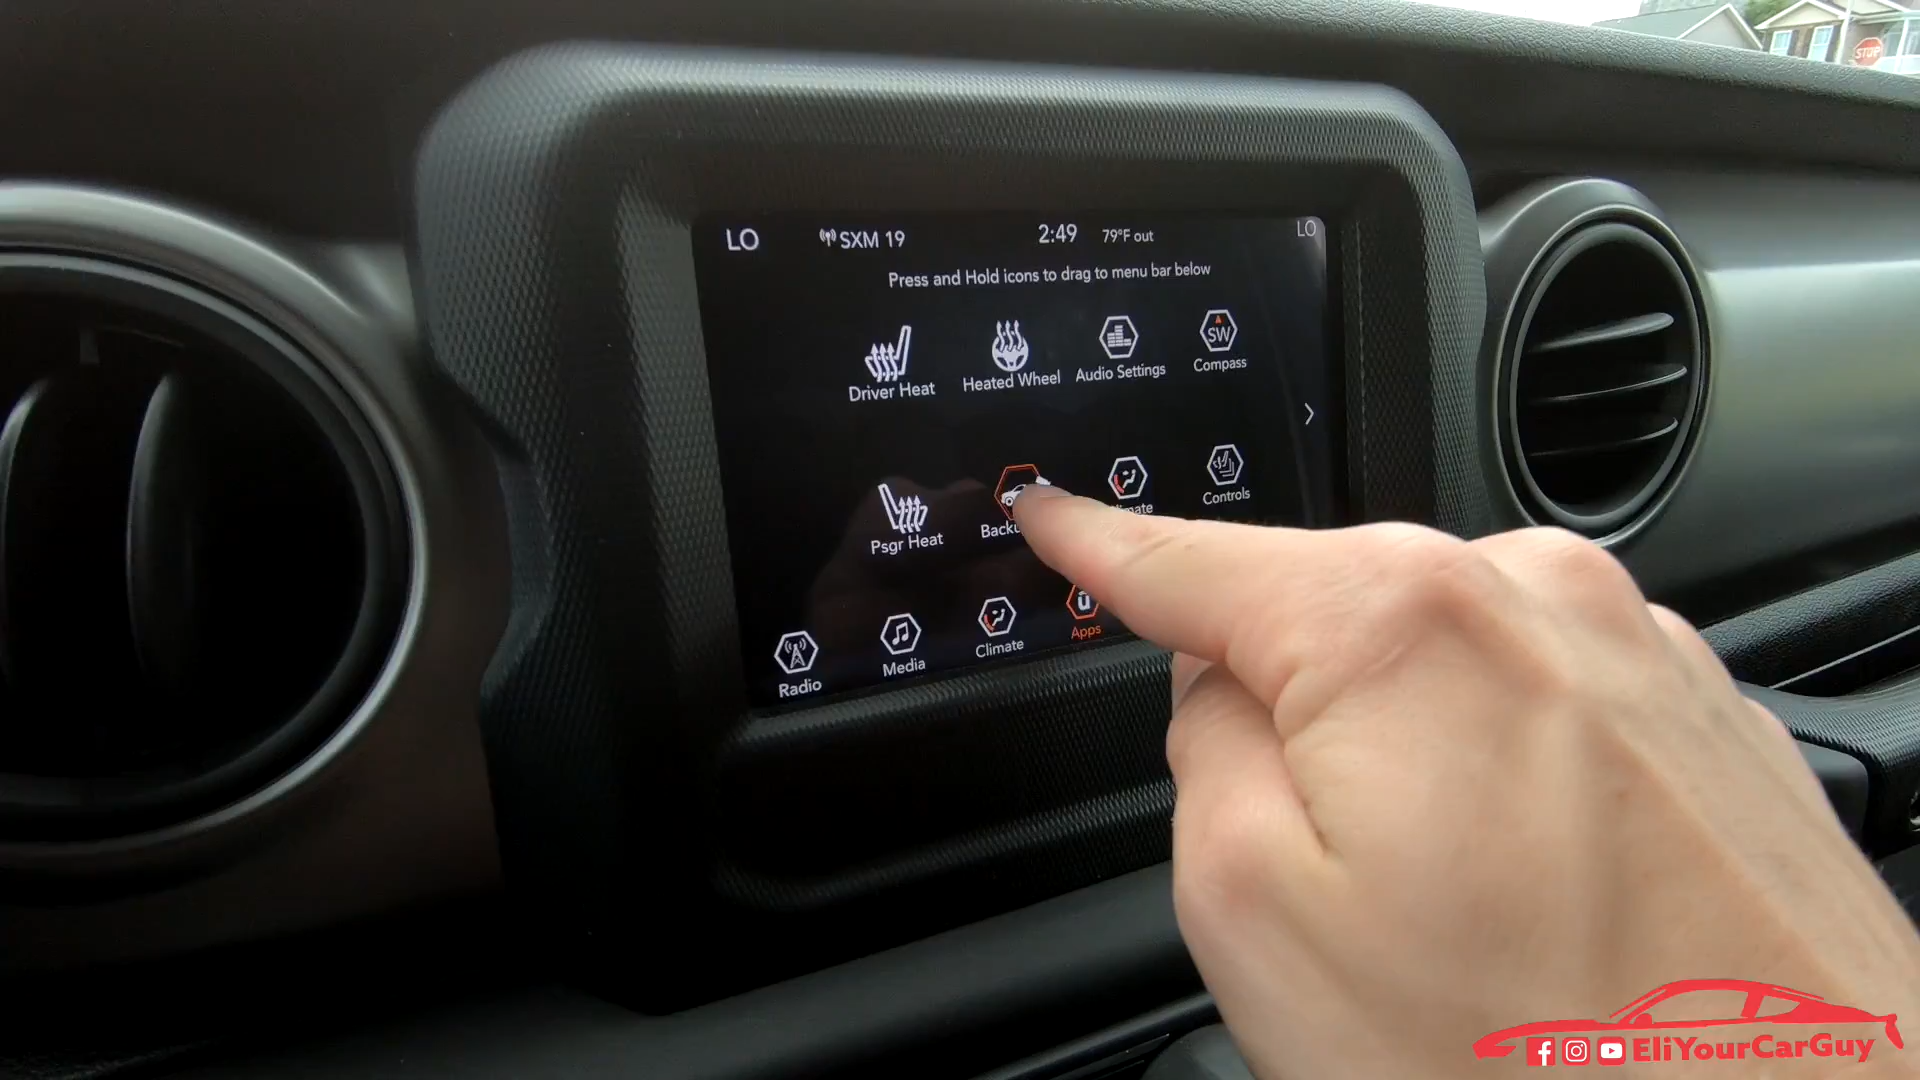 LO SXM 19 2:49 79°F out LO
Press and Hold icons to drag to menu bar below
Driver Heat Heated Wheel Audio Settings SW Compass
Psgr Heat Controls
Radio Media Climate Apps
STOP
EliYourCarGuy